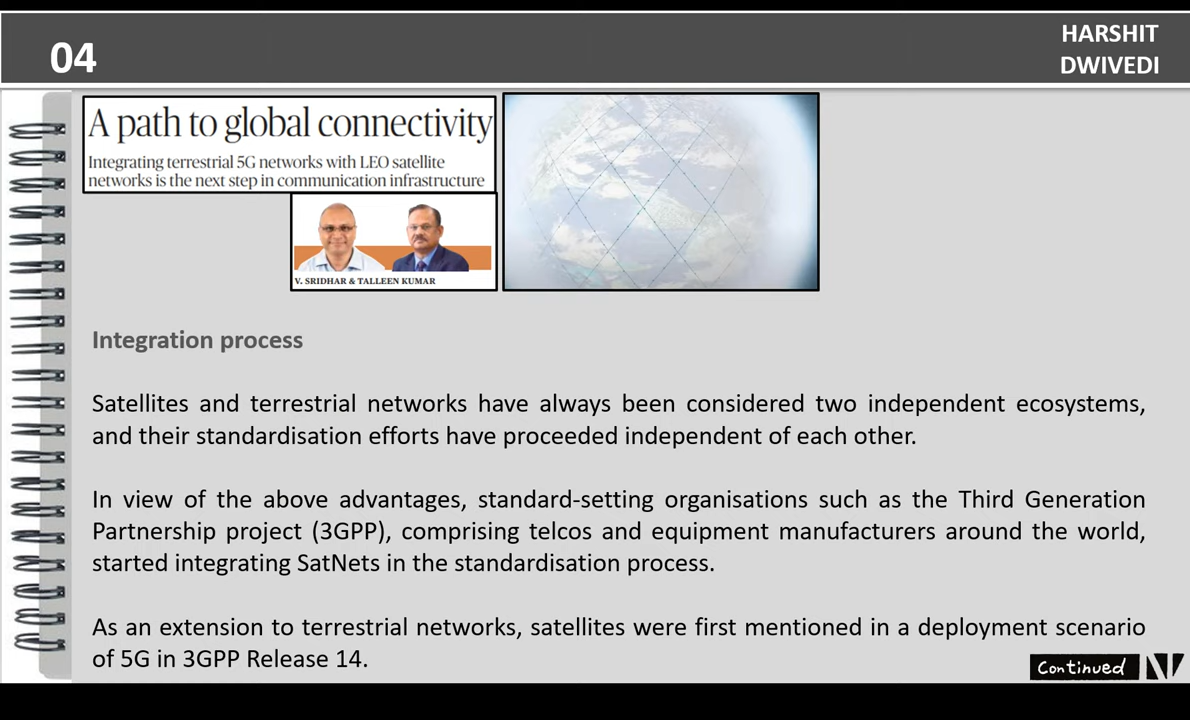 04
HARSHIT
DWIVEDI
A path to global connectivity
Integrating terrestrial 5G networks with LEO satellite
networks is the next step in communication infrastructure
V. SRIDHAR & TALLEEN KUMAR
Integration process
Satellites and terrestrial networks have always been considered two independent ecosystems,
and their standardisation efforts have proceeded independent of each other.
In view of the above advantages, standard-setting organisations such as the Third Generation
Partnership project (3GPP), comprising telcos and equipment manufacturers around the world,
started integrating SatNets in the standardisation process.
As an extension to terrestrial networks, satellites were first mentioned in a deployment scenario
of 5G in 3GPP Release 14.
Continued